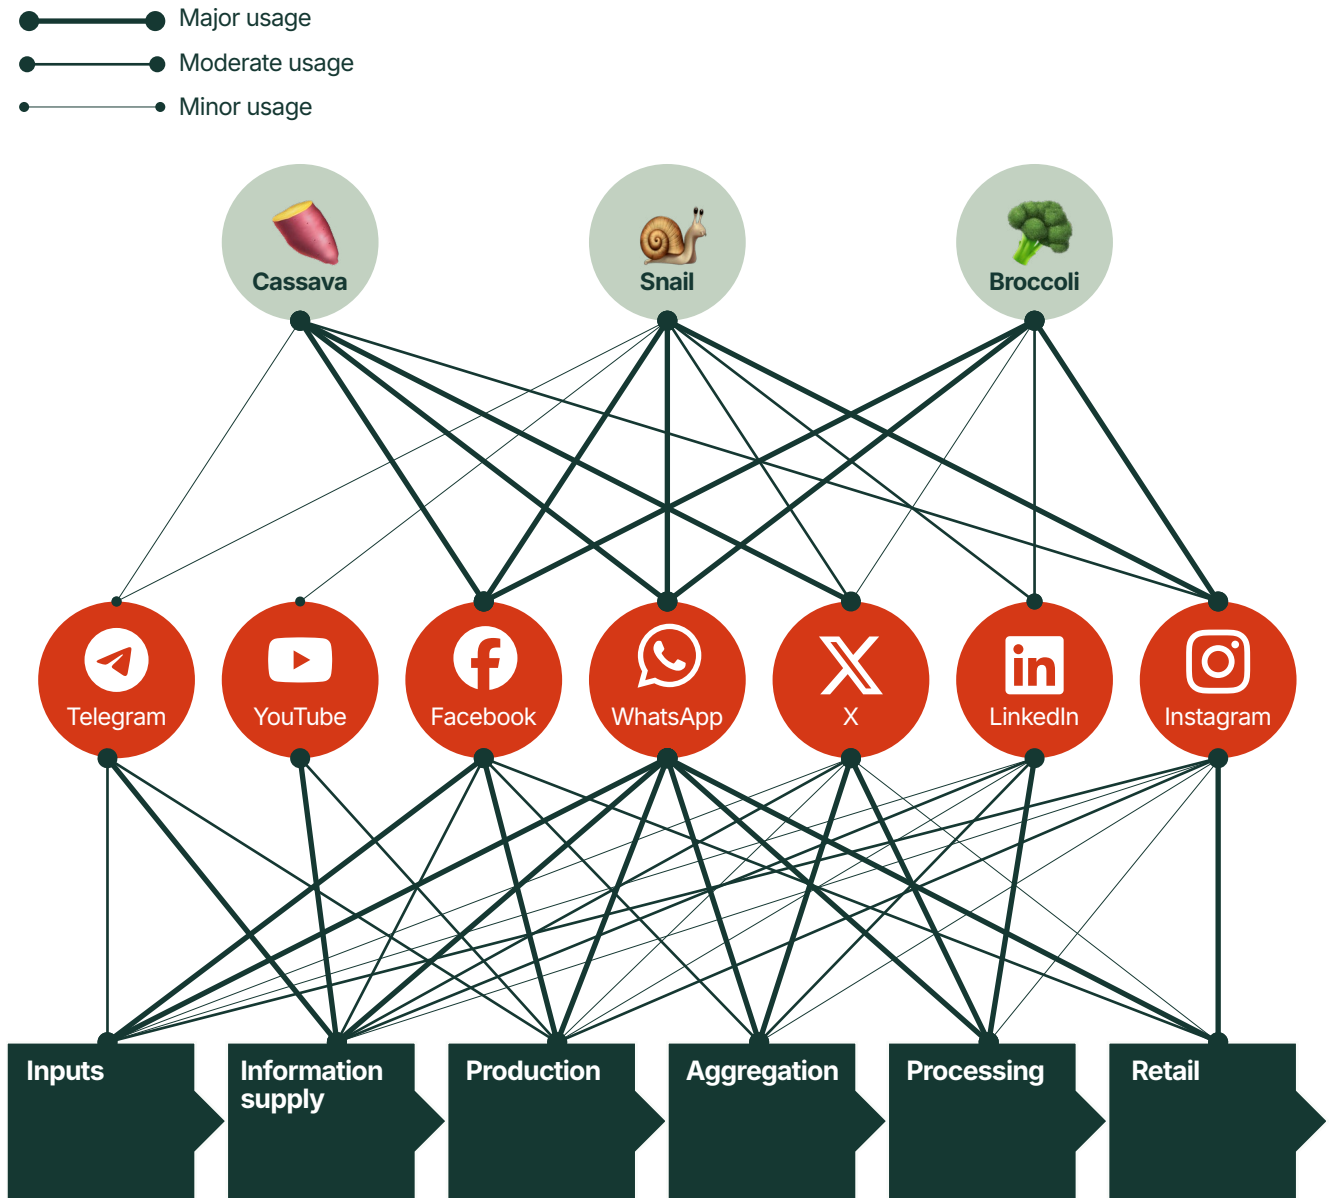 Major usage
Moderate usage
Minor usage
Cassava
Snail
Broccoli
Telegram
YouTube
Facebook
WhatsApp
X
LinkedIn
Instagram
Inputs
Information
supply
Production
Aggregation
Processing
Retail